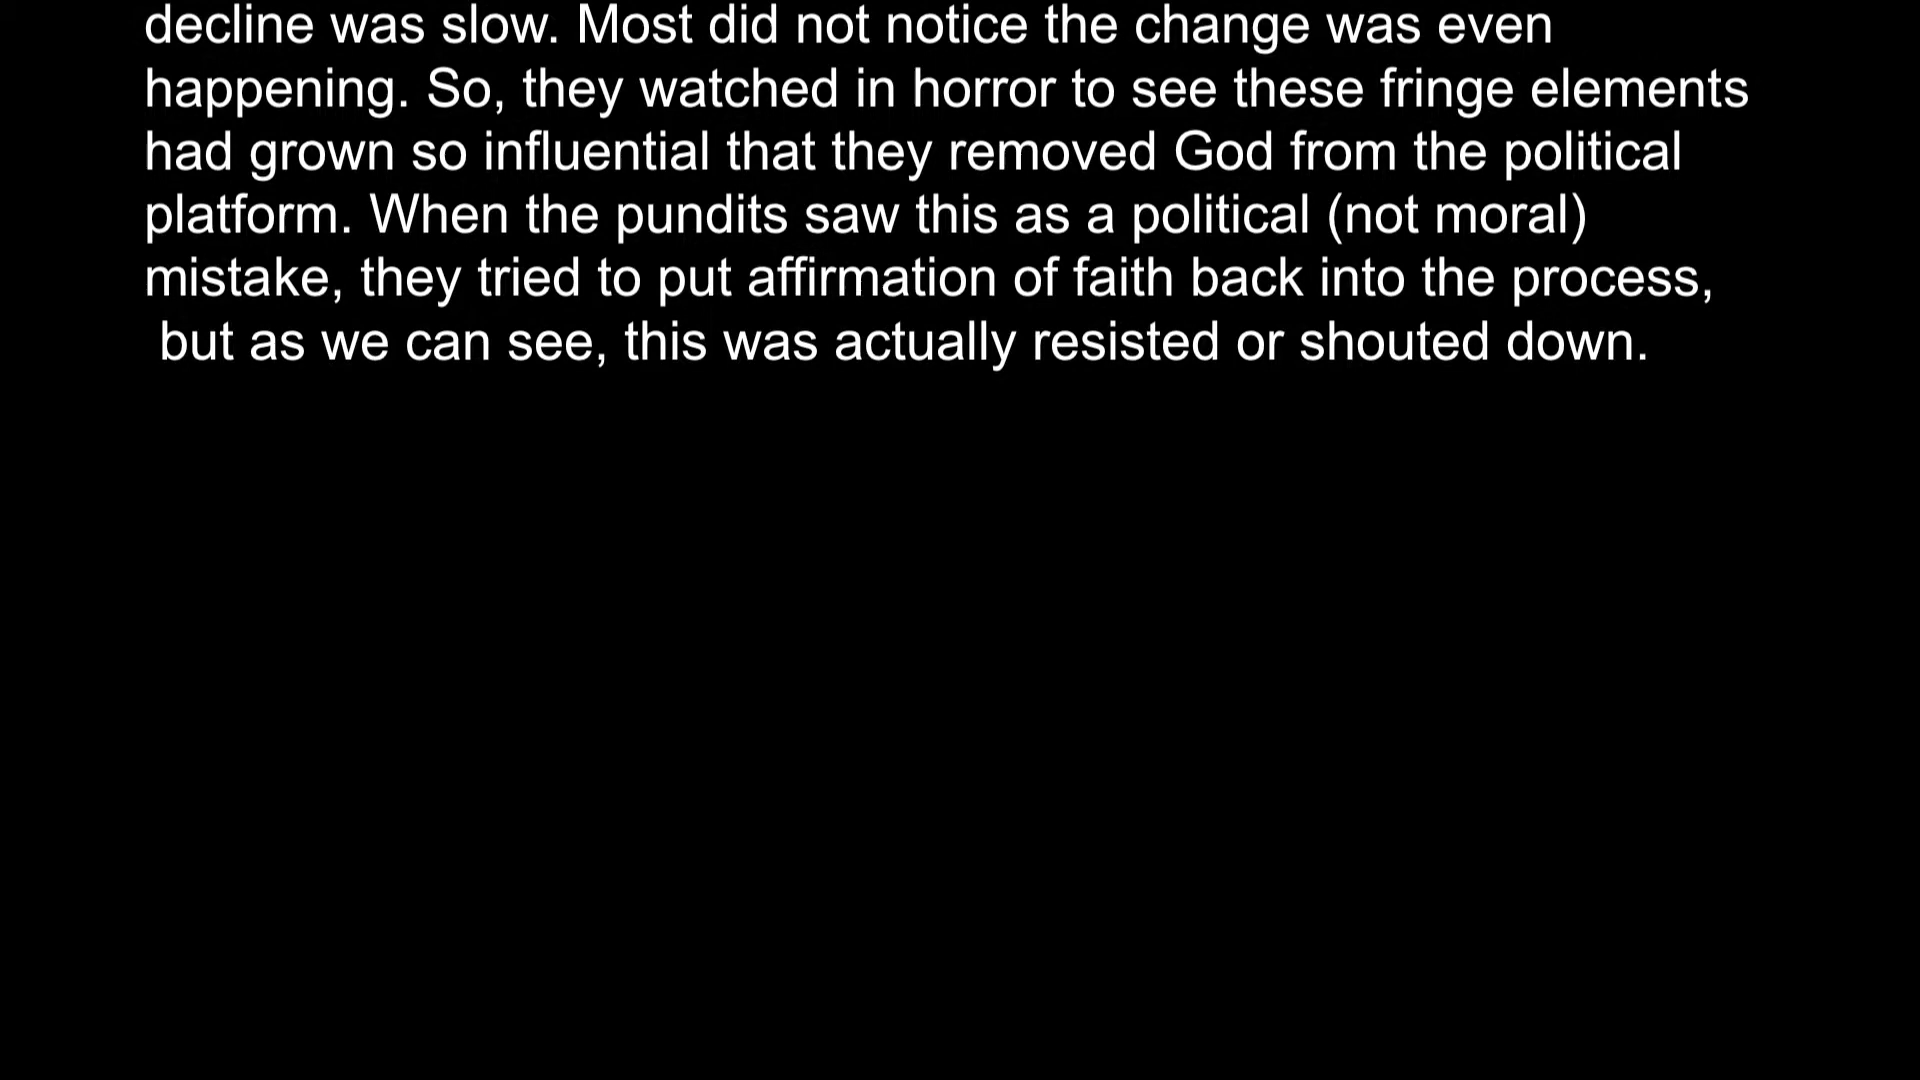 decline was slow. Most did not notice the change was even
happening. So, they watched in horror to see these fringe elements
had grown so influential that they removed God from the political
platform. When the pundits saw this as a political (not moral)
mistake, they tried to put affirmation of faith back into the process,
but as we can see, this was actually resisted or shouted down.